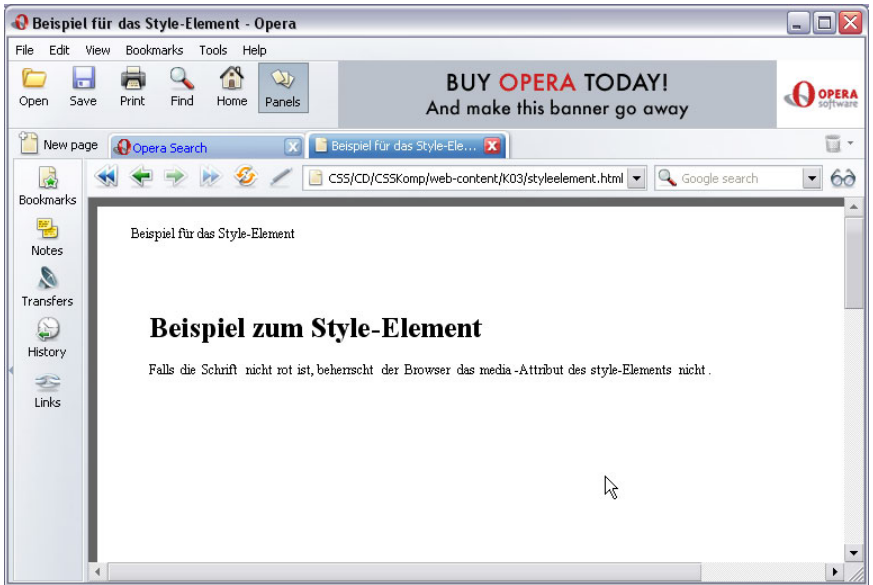 Beispiel für das Style-Element - Opera
File Edit View Bookmarks Tools Help
Open Save Print Find Home Panels
BUY OPERA TODAY!
And make this banner go away
OPERA
software
New page Opera Search Beispiel für das Style-Ele...
CSS/CD/CSSKomp/web-content/K03/styleelement.html Google search
Bookmarks
Notes
Transfers
History
Links
Beispiel für das Style-Element
Beispiel zum Style-Element
Falls die Schrift nicht rot ist, beherrscht der Browser das media-Attribut des style-Elements nicht.